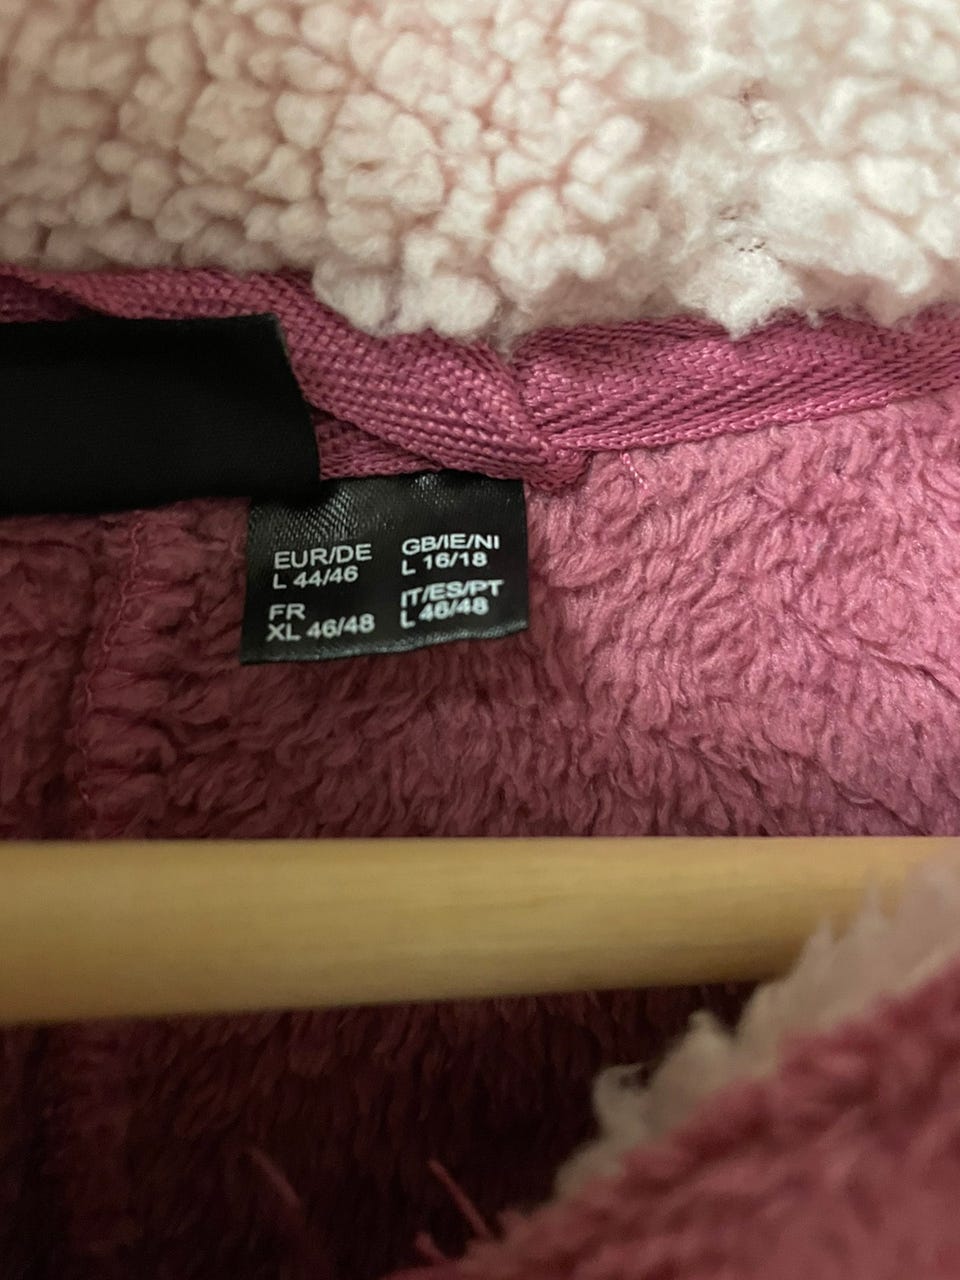 EUR/DE
L 44/46
GB/IE/NI
L 16/18
FR
XL 46/48
IT/ES/PT
L 46/48